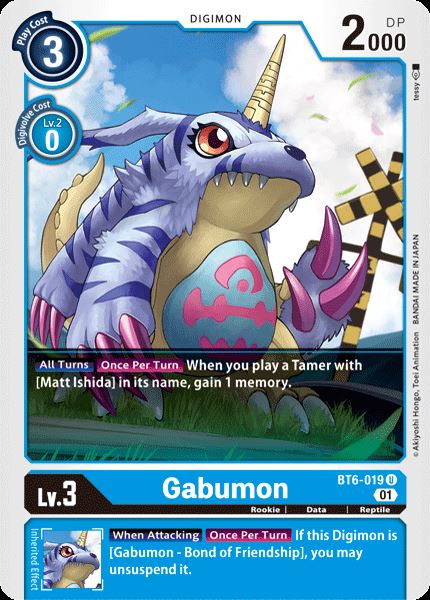 Play Cost
3
DIGIMON
DP
2000
Digivolve Cost
Lv.2
0
tessy
© Akiyoshi Hongo, Toei Animation BANDAI MADE IN JAPAN
All Turns Once Per Turn When you play a Tamer with
[Matt Ishida] in its name, gain 1 memory.
BT6-019 U
01
Lv.3
Gabumon
Rookie Data Reptile
Inherited Effect
When Attacking Once Per Turn If this Digimon is
[Gabumon - Bond of Friendship], you may
unsuspend it.